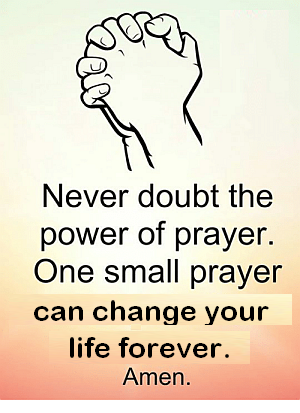 Never doubt the
power of prayer.
One small prayer
can change your
life forever.
Amen.